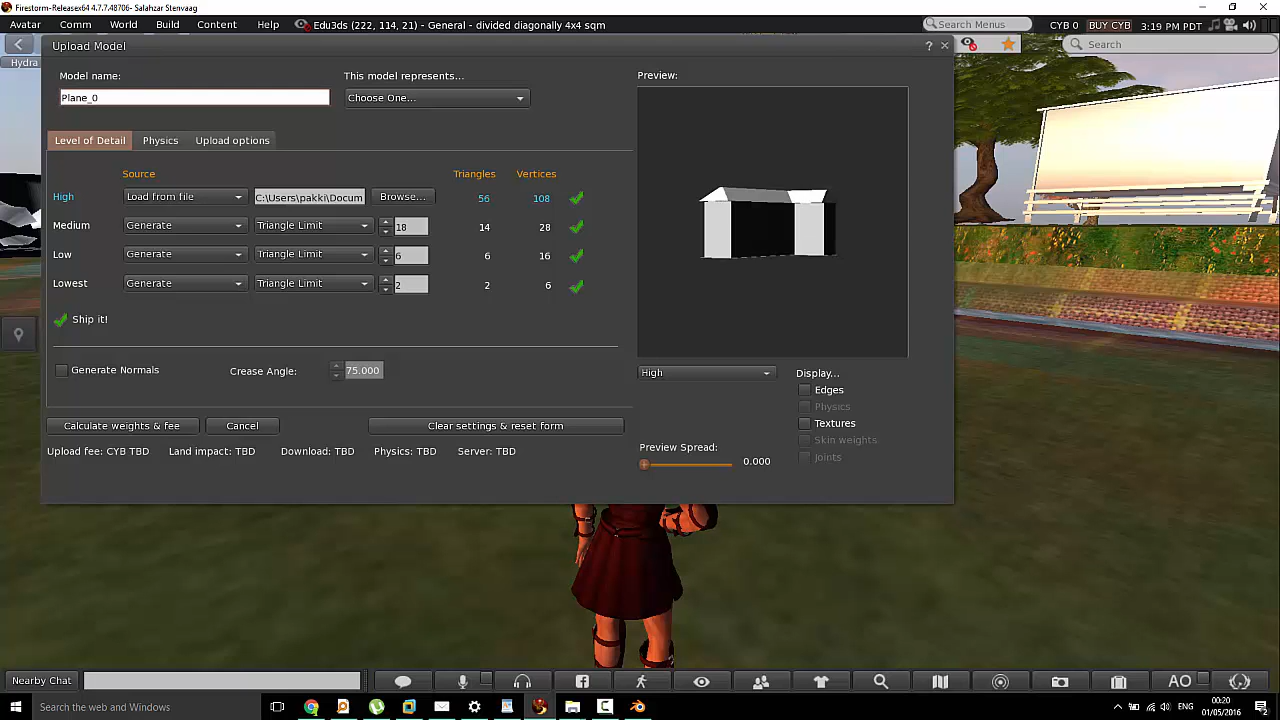 Firestorm-Releasex64 4.7.7.48706- Salahzar Stenvaag
Avatar Comm World Build Content Help Edu3ds (222, 114, 21) - General - divided diagonally 4x4 sqm Search Menus CYB 0 BUY CYB 3:19 PM PDT
Upload Model ? Search
Hydra
Model name: This model represents... Preview:
Plane_0 Choose One...
Level of Detail Physics Upload options
Source Triangles Vertices
High Load from file C:\Users\pakki\Docum Browse... 56 108
Medium Generate Triangle Limit 18 14 28
Low Generate Triangle Limit 6 6 16
Lowest Generate Triangle Limit 2 2 6
Ship it!
Generate Normals Crease Angle: 75.000
High Display...
Edges
Physics
Calculate weights & fee Cancel Clear settings & reset form Textures
Skin weights
Upload fee: CYB TBD Land impact: TBD Download: TBD Physics: TBD Server: TBD Preview Spread: Joints
0.000
Nearby Chat AO
Search the web and Windows 00:20
01/05/2016